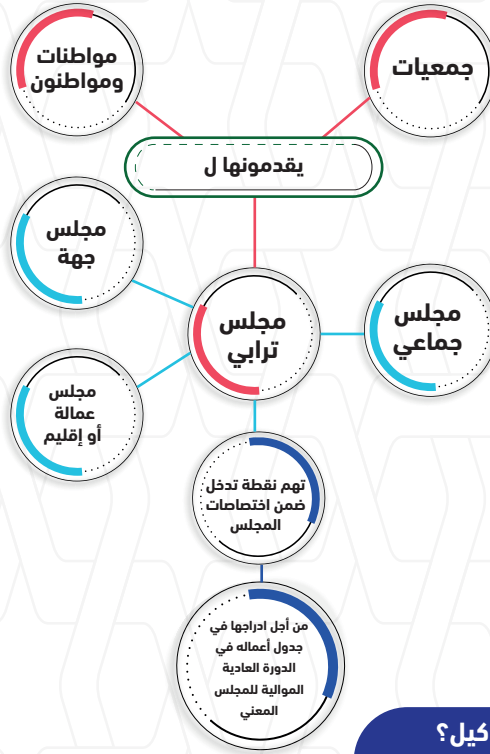 جمعيات
مواطنات
ومواطنون
يقدمونها ل
مجلس
جهة
مجلس
جماعي
مجلس
ترابي
مجلس
عمالة
أو إقليم
تهم نقطة تدخل
ضمن اختصاصات
المجلس
من أجل ادراجها في
جدول أعماله في
الدورة العادية
الموالية للمجلس
المعني
كيل؟